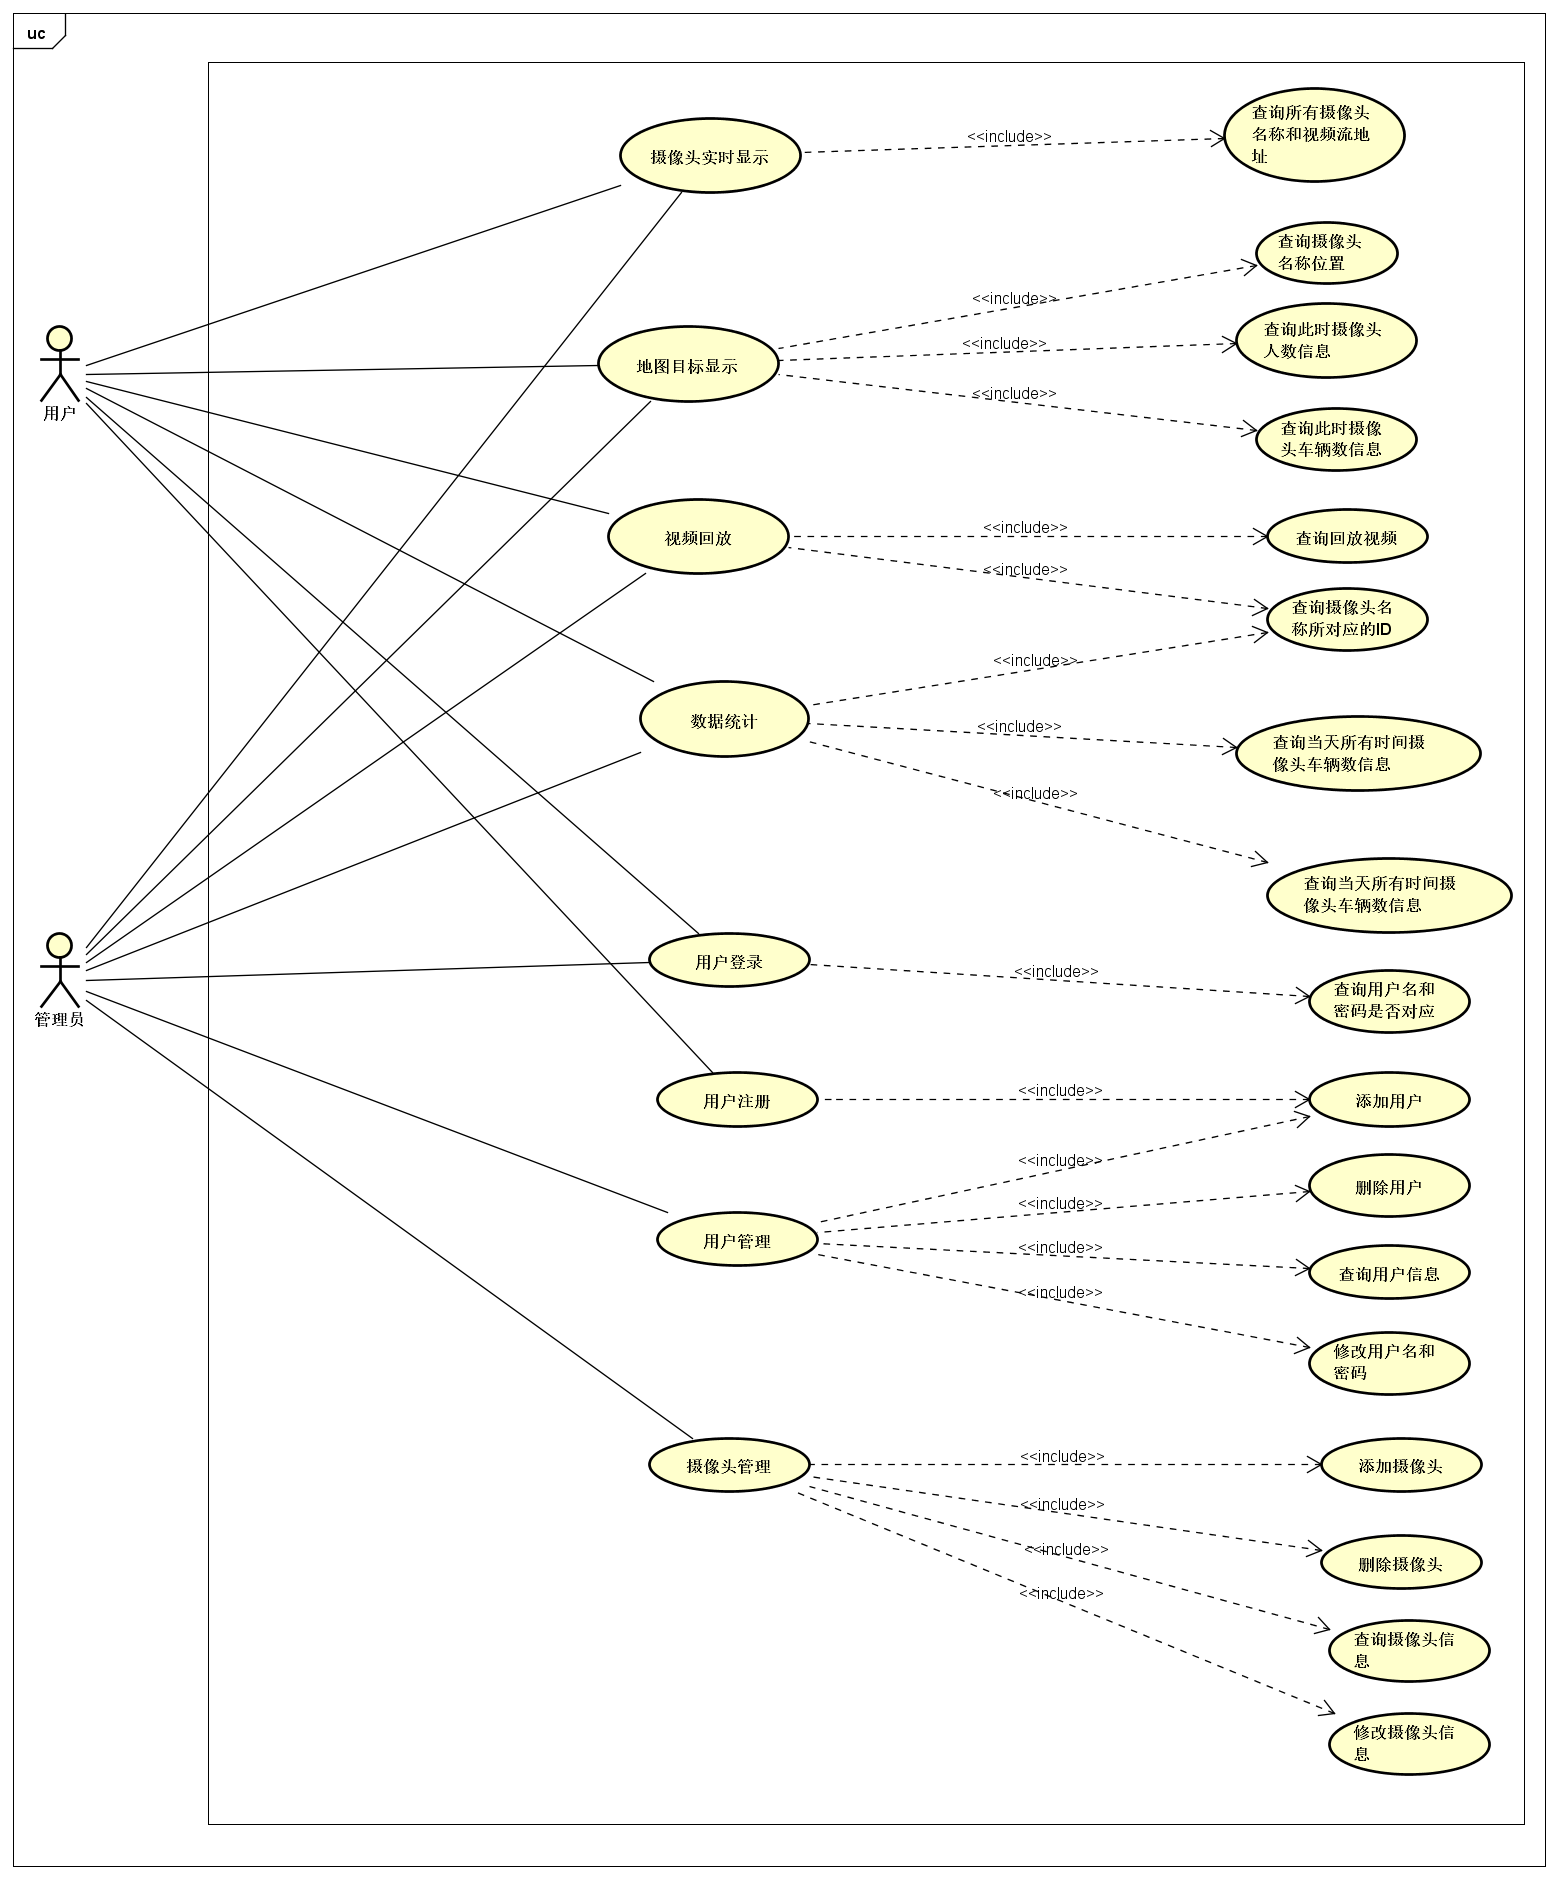 uc
摄像头实时显示
<<include>>
查询所有摄像头
名称和视频流地
址
用户
地图目标显示
<<include>>
查询摄像头
名称位置
<<include>>
查询此时摄像头
人数信息
<<include>>
查询此时摄像
头车辆数信息
视频回放
<<include>>
查询回放视频
<<include>>
查询摄像头名
称所对应的ID
数据统计
<<include>>
<<include>>
查询当天所有时间摄
像头车辆数信息
<<include>>
查询当天所有时间摄
像头车辆数信息
管理员
用户登录
<<include>>
查询用户名和
密码是否对应
用户注册
<<include>>
添加用户
用户管理
<<include>>
<<include>>
删除用户
<<include>>
查询用户信息
<<include>>
修改用户名和
密码
摄像头管理
<<include>>
添加摄像头
<<include>>
删除摄像头
<<include>>
查询摄像头信
息
<<include>>
修改摄像头信
息